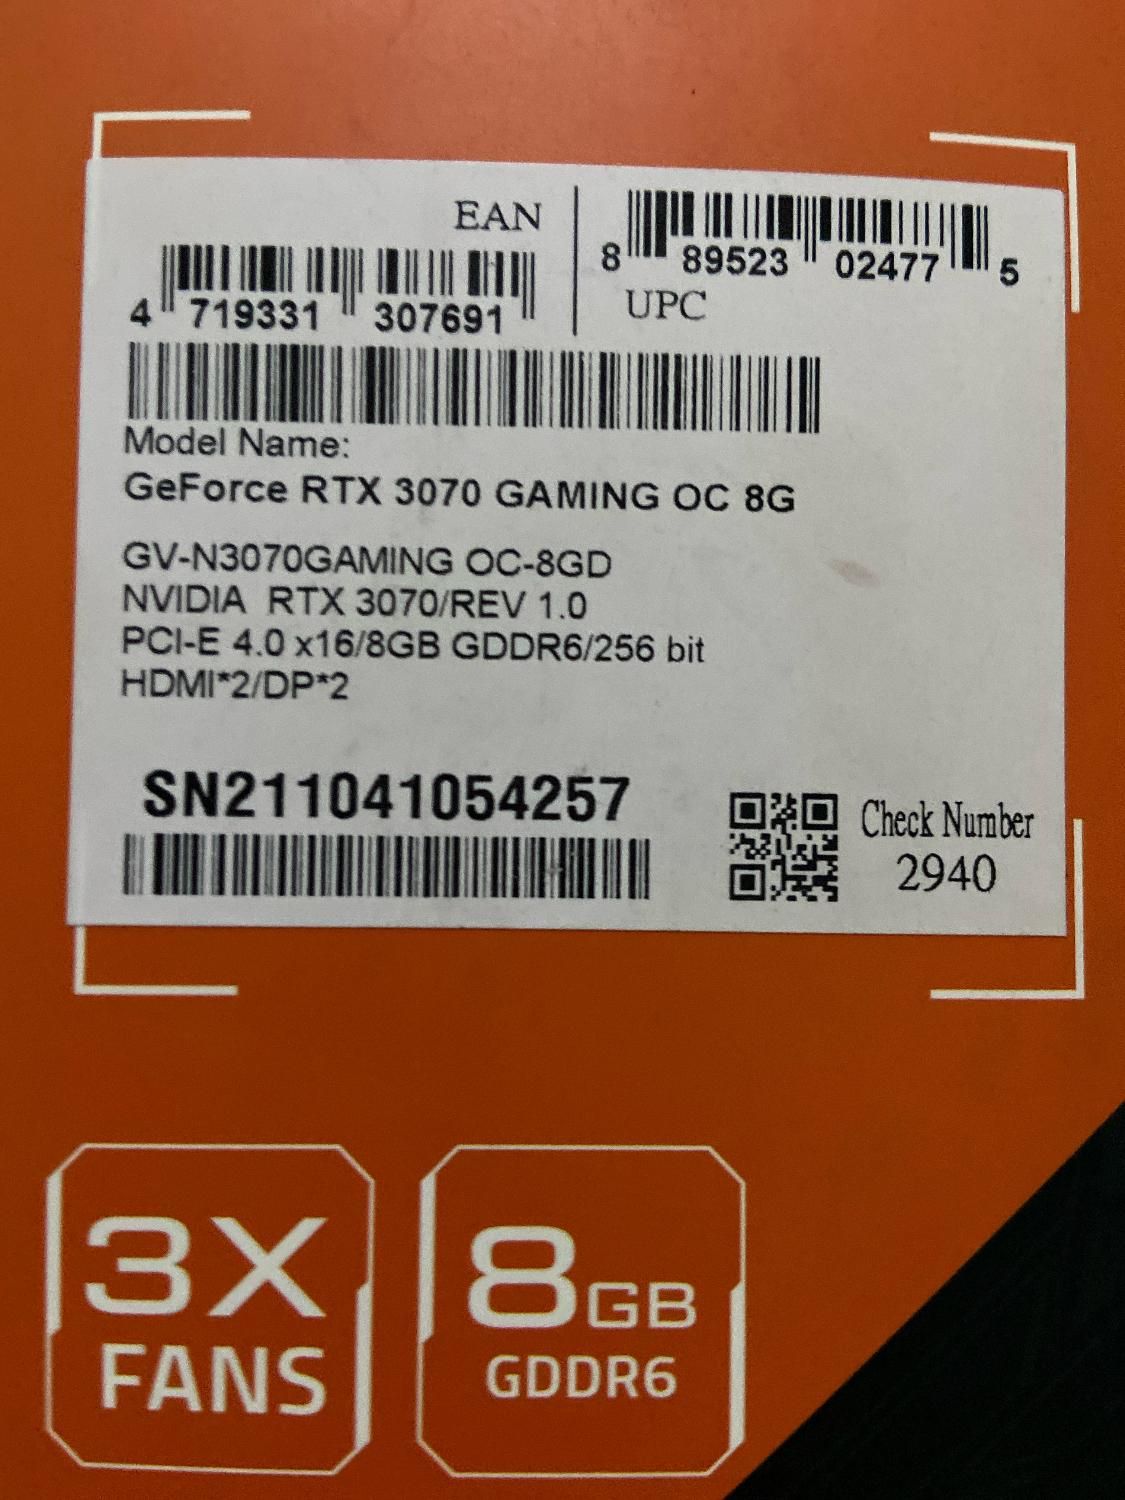 EAN
4 719331 307691
8 89523 02477 5
UPC
Model Name:
GeForce RTX 3070 GAMING OC 8G
GV-N3070GAMING OC-8GD
NVIDIA RTX 3070/REV 1.0
PCI-E 4.0 x16/8GB GDDR6/256 bit
HDMI*2/DP*2
SN211041054257
Check Number
2940
3X
FANS
8GB
GDDR6